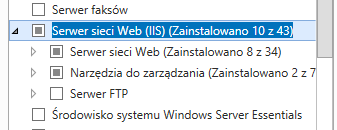 Serwer faksów
Serwer sieci Web (IIS) (Zainstalowano 10 z 43)
Serwer sieci Web (Zainstalowano 8 z 34)
Narzędzia do zarządzania (Zainstalowano 2 z 7
Serwer FTP
Środowisko systemu Windows Server Essentials